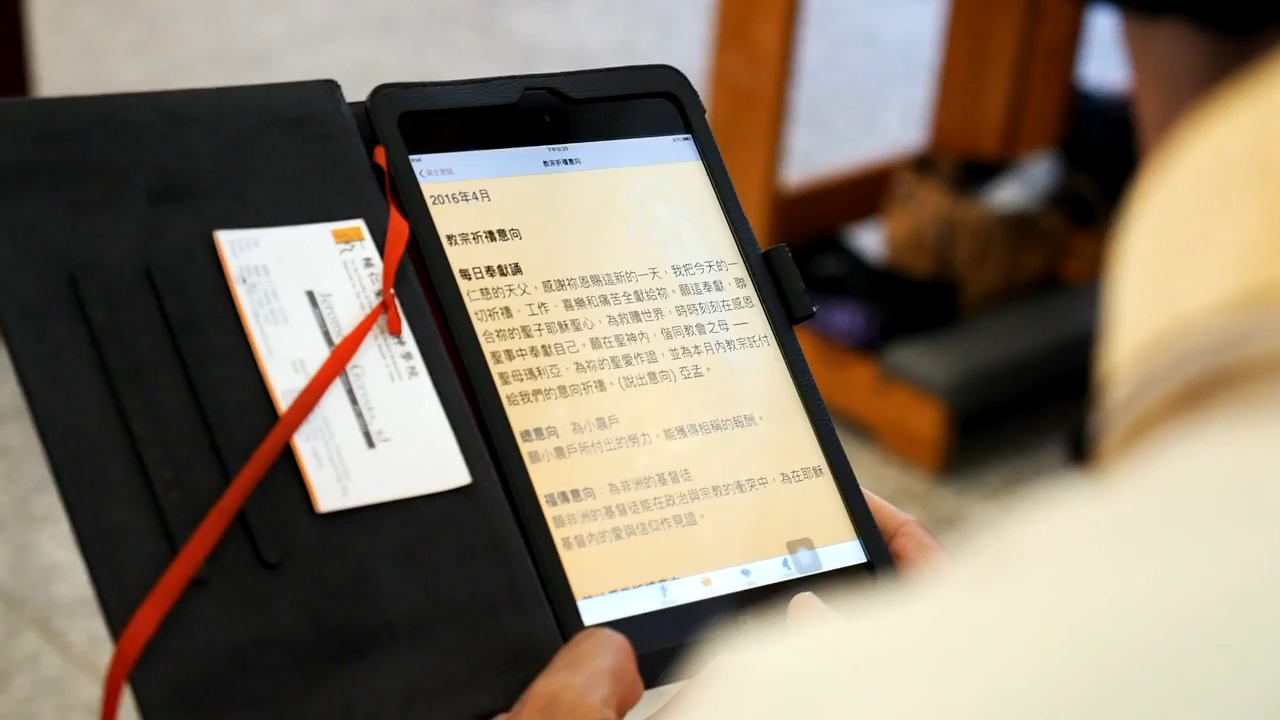 iPad
教宗祈禱意向
2016年4月
教宗祈禱意向
每日奉獻誦
仁慈的天父，感謝祢恩賜這新的一天，我把今天的一
切祈禱、工作、喜樂和痛苦全獻給祢。願這奉獻，聯
合祢的聖子耶穌聖心，為救贖世界，時時刻刻在感恩
聖事中奉獻自己。願在聖神內，偕同教會之母 ——
聖母瑪利亞，為祢的聖愛作證，並為本月內教宗託付
給我們的意向祈禱。(說出意向) 亞孟。
總意向：為小農戶
願小農戶所付出的勞力，能獲得相稱的報酬。
福傳意向：為非洲的基督徒
願非洲的基督徒能在政治與宗教的衝突中，為在耶穌
基督內的愛與信仰作見證。